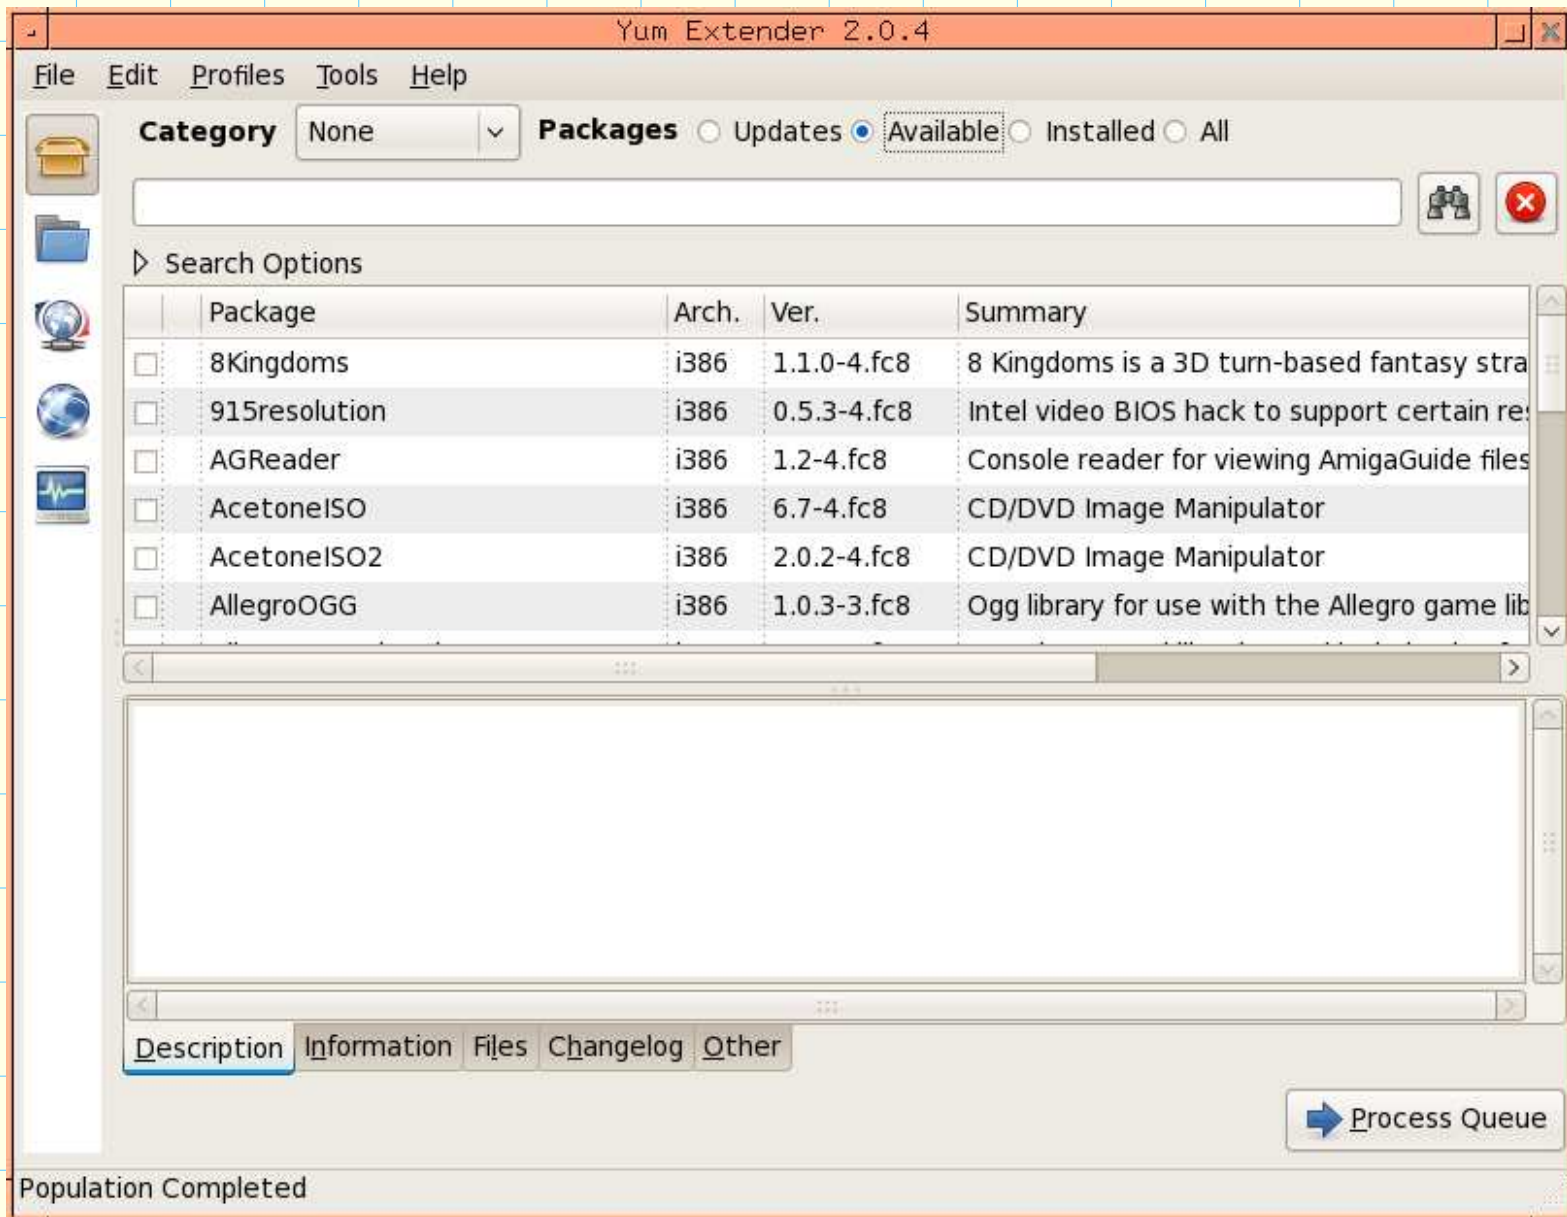 Yum Extender 2.0.4
File Edit Profiles Tools Help
Category None Packages Updates Available Installed All
Search Options
Package Arch. Ver. Summary
8Kingdoms i386 1.1.0-4.fc8 8 Kingdoms is a 3D turn-based fantasy stra
915resolution i386 0.5.3-4.fc8 Intel video BIOS hack to support certain res
AGReader i386 1.2-4.fc8 Console reader for viewing AmigaGuide files
AcetoneISO i386 6.7-4.fc8 CD/DVD Image Manipulator
AcetoneISO2 i386 2.0.2-4.fc8 CD/DVD Image Manipulator
AllegroOGG i386 1.0.3-3.fc8 Ogg library for use with the Allegro game lib
Description Information Files Changelog Other
Process Queue
Population Completed